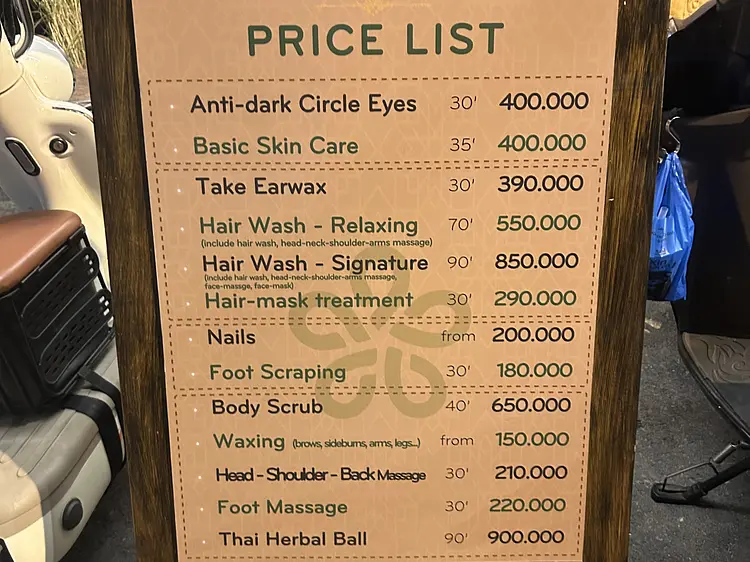 PRICE LIST
Anti-dark Circle Eyes 30' 400.000
Basic Skin Care 35' 400.000
Take Earwax 30' 390.000
Hair Wash - Relaxing 70' 550.000
(include hair wash, head-neck-shoulder-arms massage)
Hair Wash - Signature 90' 850.000
(include hair wash, head-neck-shoulder-arms massage,
face-massge, face-mask)
Hair-mask treatment 30' 290.000
Nails from 200.000
Foot Scraping 30' 180.000
Body Scrub 40' 650.000
Waxing (brows, sideburns, arms, legs...) from 150.000
Head - Shoulder - Back Massage 30' 210.000
Foot Massage 30' 220.000
Thai Herbal Ball 90' 900.000